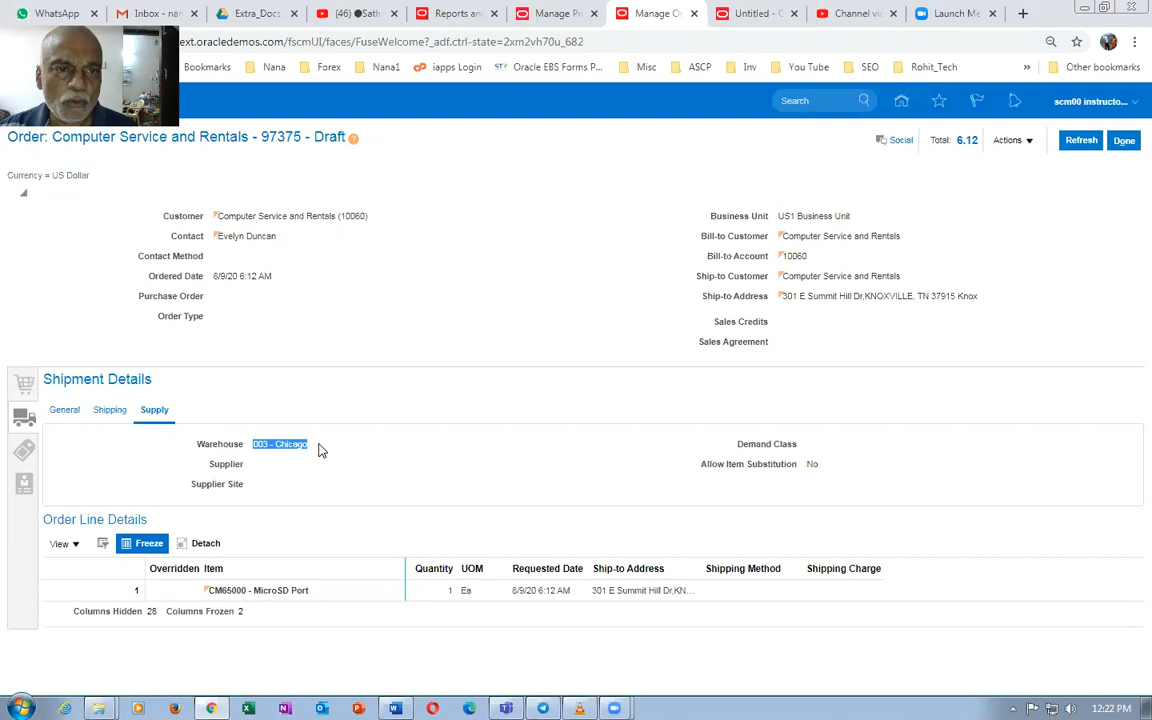 WhatsApp
Inbox - nan
Extra_Docs
(46) ●Sath
Reports and
Manage Pr
Manage Or
Untitled - C
Channel vi
Launch Me
ext.oracledemos.com/fscmUI/faces/FuseWelcome?_adf.ctrl-state=2xm2vh70u_682
Bookmarks
Nana
Forex
Nana1
iapps Login
Oracle EBS Forms P...
Misc
ASCP
Inv
You Tube
SEO
Rohit_Tech
»
Other bookmarks
Search
scm00 instructo...
Order: Computer Service and Rentals - 97375 - Draft
Social
Total: 6.12
Actions
Refresh
Done
Currency = US Dollar
Customer Computer Service and Rentals (10060)
Contact Evelyn Duncan
Contact Method
Ordered Date 8/9/20 6:12 AM
Purchase Order
Order Type
Business Unit US1 Business Unit
Bill-to Customer Computer Service and Rentals
Bill-to Account 10060
Ship-to Customer Computer Service and Rentals
Ship-to Address 301 E Summit Hill Dr,KNOXVILLE, TN 37915 Knox
Sales Credits
Sales Agreement
Shipment Details
General Shipping Supply
Warehouse 003 - Chicago
Supplier
Supplier Site
Demand Class
Allow Item Substitution No
Order Line Details
View Freeze Detach
Overridden Item Quantity UOM Requested Date Ship-to Address Shipping Method Shipping Charge
1 CM65000 - MicroSD Port 1 Ea 8/9/20 6:12 AM 301 E Summit Hill Dr,KN...
Columns Hidden 28 Columns Frozen 2
12:22 PM